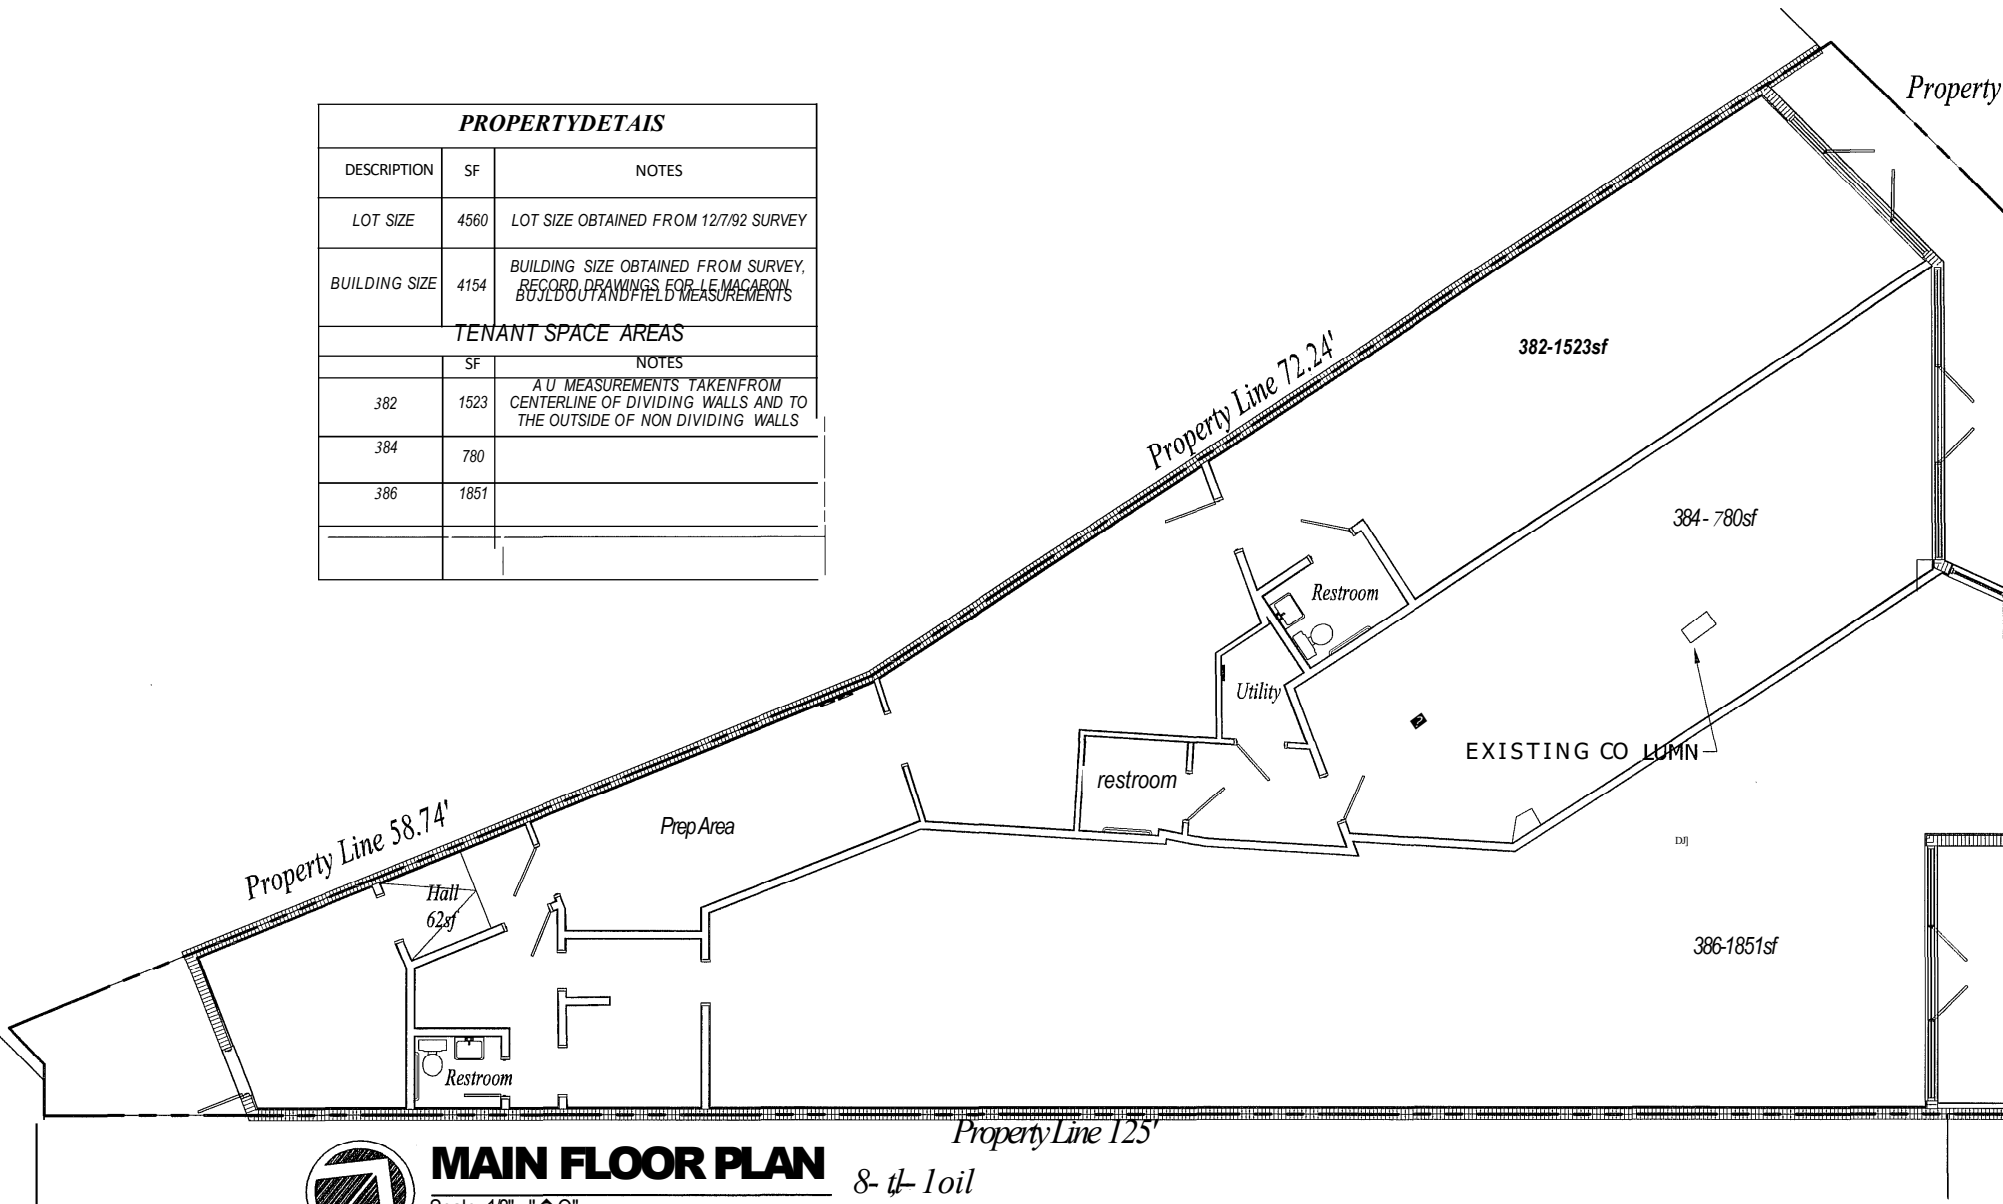 Property
PROPERTYDETAIS
DESCRIPTION SF NOTES
LOT SIZE 4560 LOT SIZE OBTAINED FROM 12/7/92 SURVEY
BUILDING SIZE 4154 BUILDING SIZE OBTAINED FROM SURVEY,
RECORD DRAWINGS FOR LE MACARON
BUJLDOUTANDFIELD MEASUREMENTS
TENANT SPACE AREAS
SF NOTES
382 1523 A U MEASUREMENTS TAKENFROM
CENTERLINE OF DIVIDING WALLS AND TO
THE OUTSIDE OF NON DIVIDING WALLS
384 780
386 1851
382-1523sf
Property Line 72.24'
384- 780sf
Restroom
Utility
EXISTING CO LUMN
restroom
Prep Area
Property Line 58.74'
DJ|
Hall
62sf
386-1851sf
Restroom
Property Line 125'
MAIN FLOOR PLAN